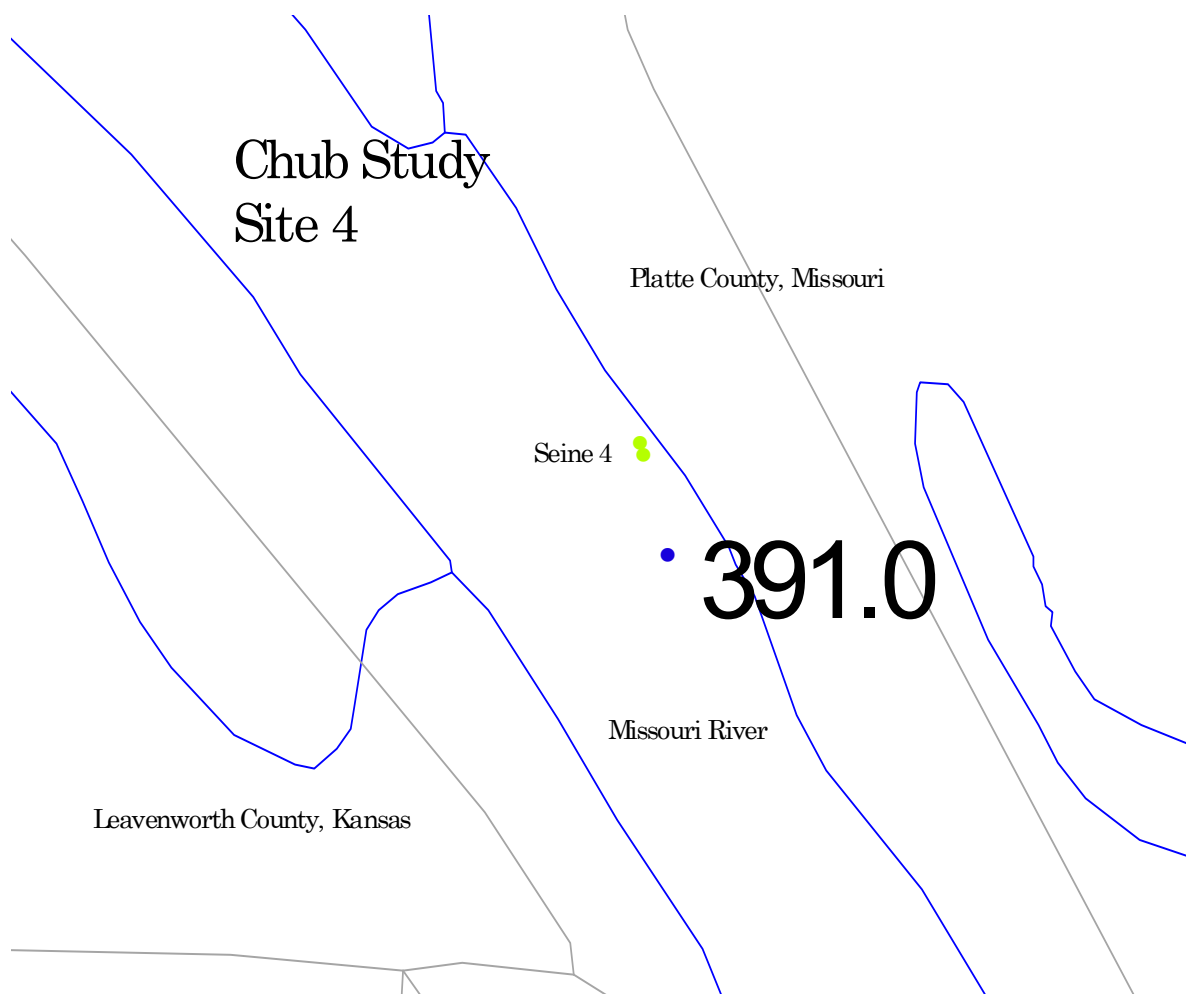 Chub Study
Site 4
Platte County, Missouri
Seine 4
391.0
Missouri River
Leavenworth County, Kansas